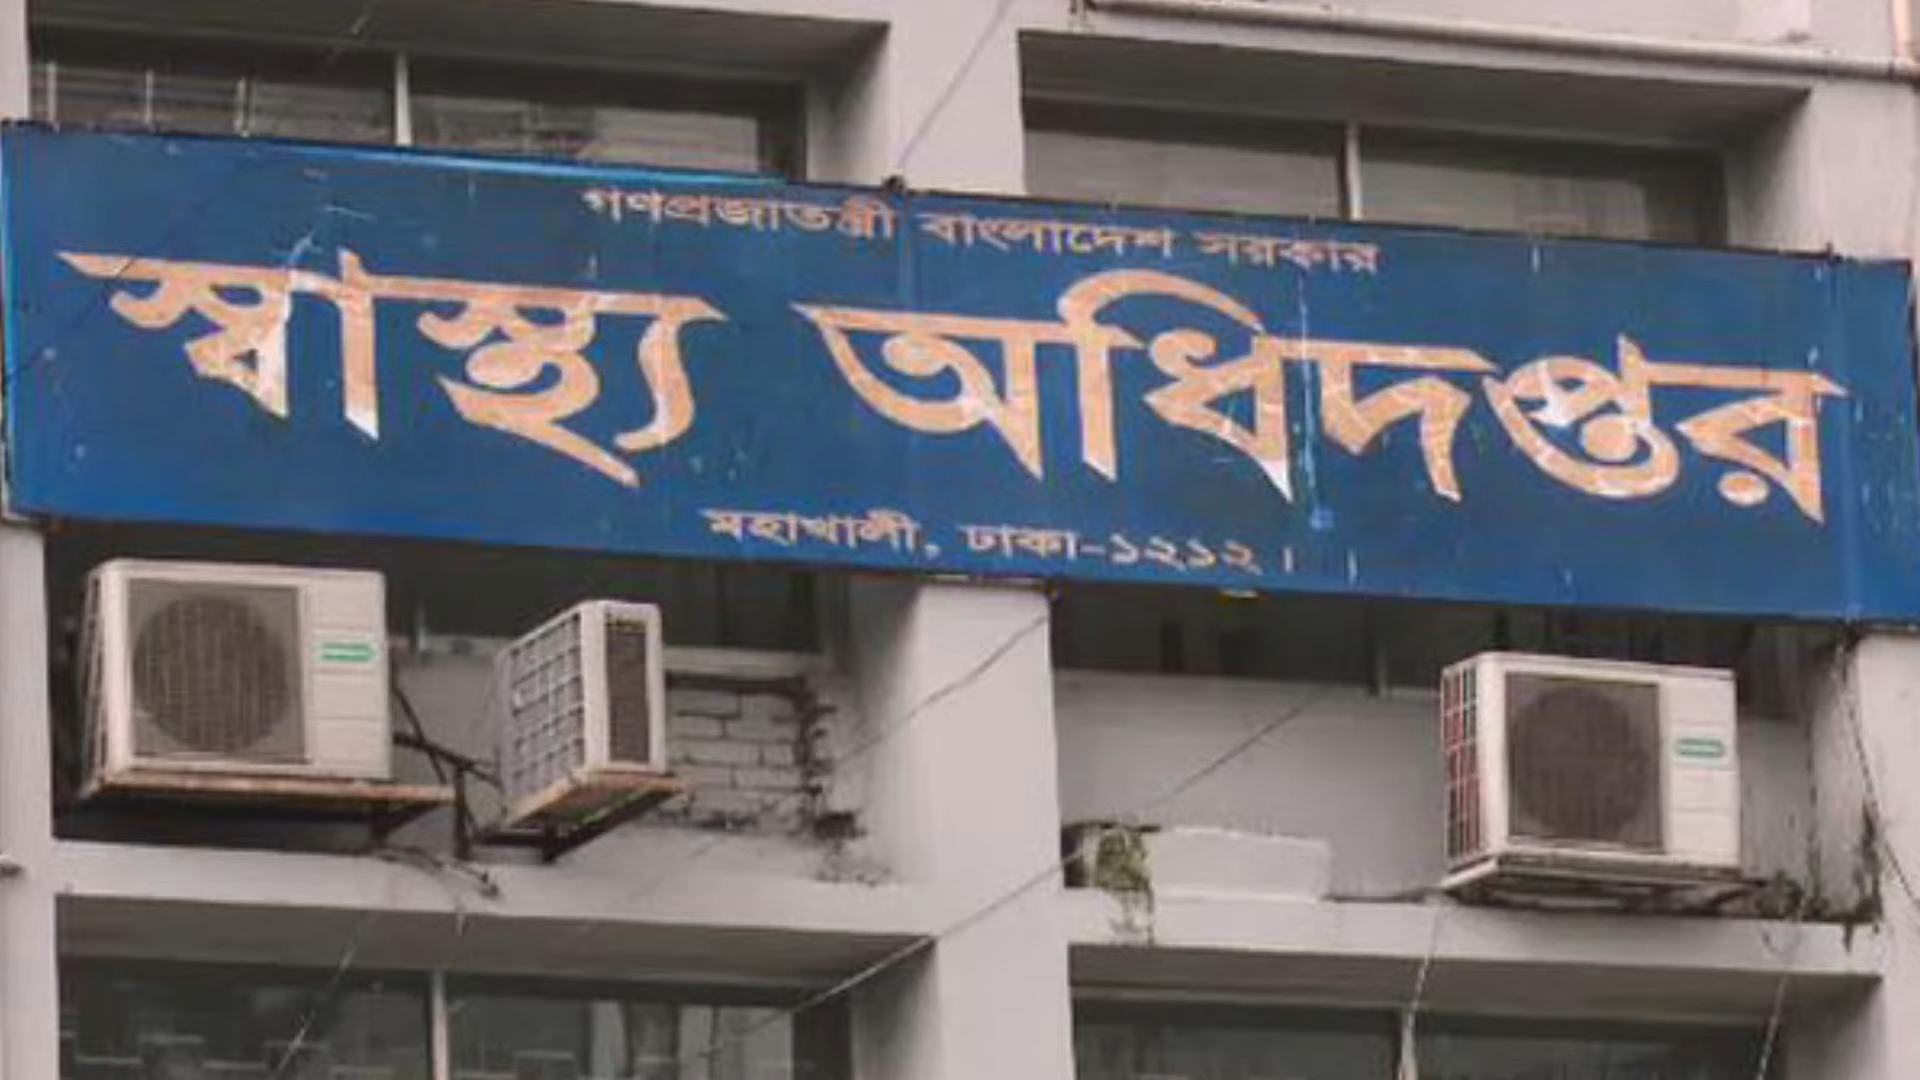 গণপ্রজাতন্ত্রী বাংলাদেশ সরকার
স্বাস্থ্য অধিদপ্তর
মহাখালী, ঢাকা-১২১২।